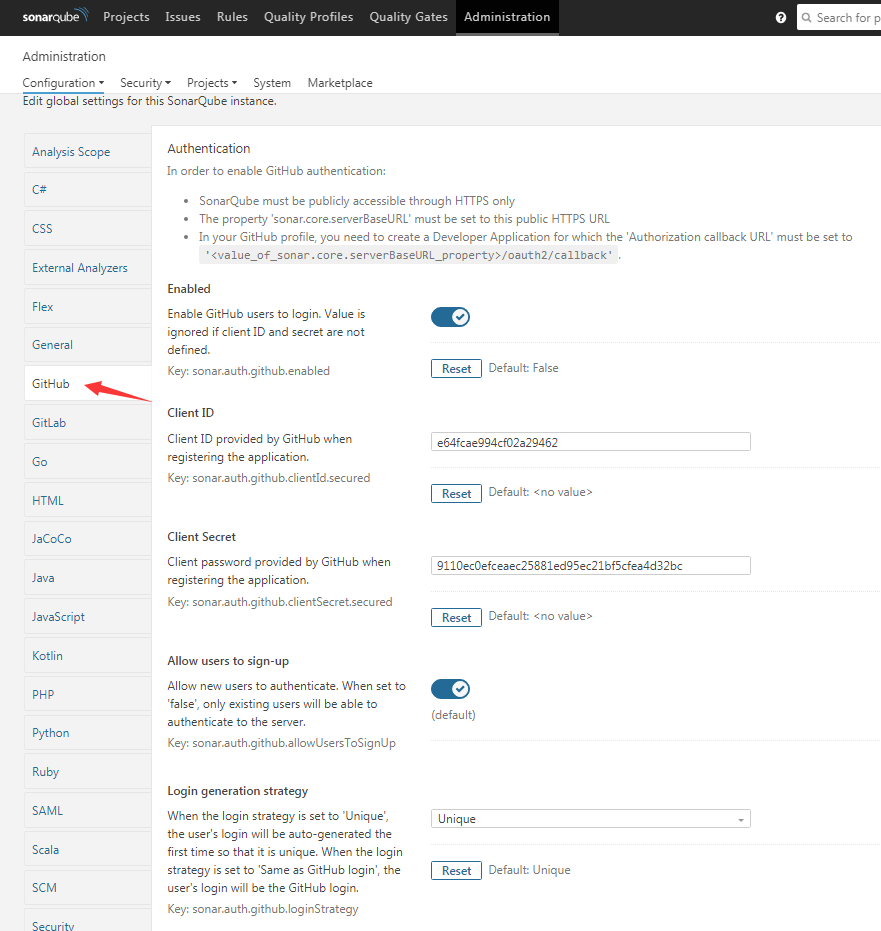 sonarqube Projects Issues Rules Quality Profiles Quality Gates Administration ? Search for p
Administration
Configuration Security Projects System Marketplace
Edit global settings for this SonarQube instance.
Analysis Scope
C#
CSS
External Analyzers
Flex
General
GitHub
GitLab
Go
HTML
JaCoCo
Java
JavaScript
Kotlin
PHP
Python
Ruby
SAML
Scala
SCM
Security
Authentication
In order to enable GitHub authentication:
• SonarQube must be publicly accessible through HTTPS only
• The property 'sonar.core.serverBaseURL' must be set to this public HTTPS URL
• In your GitHub profile, you need to create a Developer Application for which the 'Authorization callback URL' must be set to
'<value_of_sonar.core.serverBaseURL_property>/oauth2/callback'.
Enabled
Enable GitHub users to login. Value is
ignored if client ID and secret are not
defined.
Key: sonar.auth.github.enabled
Reset Default: False
Client ID
Client ID provided by GitHub when
registering the application.
Key: sonar.auth.github.clientId.secured
e64fcae994cf02a29462
Reset Default: <no value>
Client Secret
Client password provided by GitHub when
registering the application.
Key: sonar.auth.github.clientSecret.secured
9110ec0efceaec25881ed95ec21bf5cfea4d32bc
Reset Default: <no value>
Allow users to sign-up
Allow new users to authenticate. When set to
'false', only existing users will be able to
authenticate to the server.
Key: sonar.auth.github.allowUsersToSignUp
(default)
Login generation strategy
When the login strategy is set to 'Unique',
the user's login will be auto-generated the
first time so that it is unique. When the login
strategy is set to 'Same as GitHub login', the
user's login will be the GitHub login.
Key: sonar.auth.github.loginStrategy
Unique
Reset Default: Unique